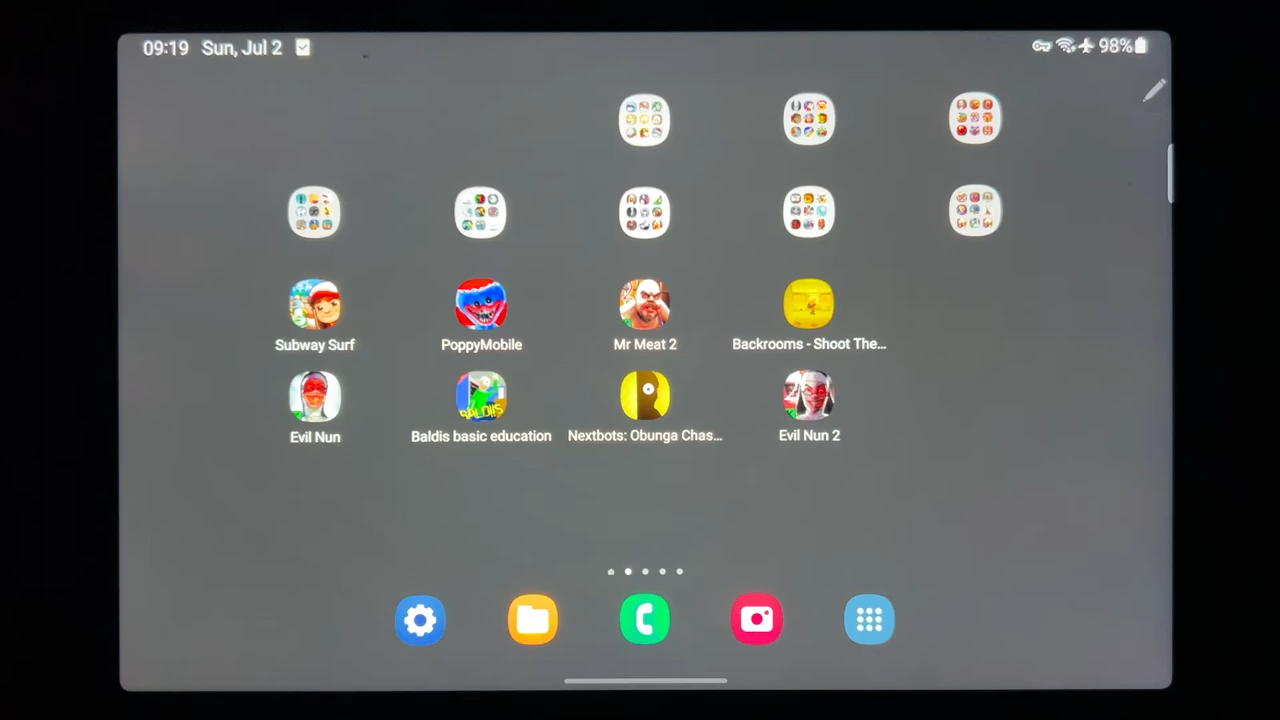 09:19 Sun, Jul 2
98%
Subway Surf
PoppyMobile
Mr Meat 2
Backrooms - Shoot The...
BALDIS
Evil Nun
Baldis basic education
Nextbots: Obunga Chas...
Evil Nun 2